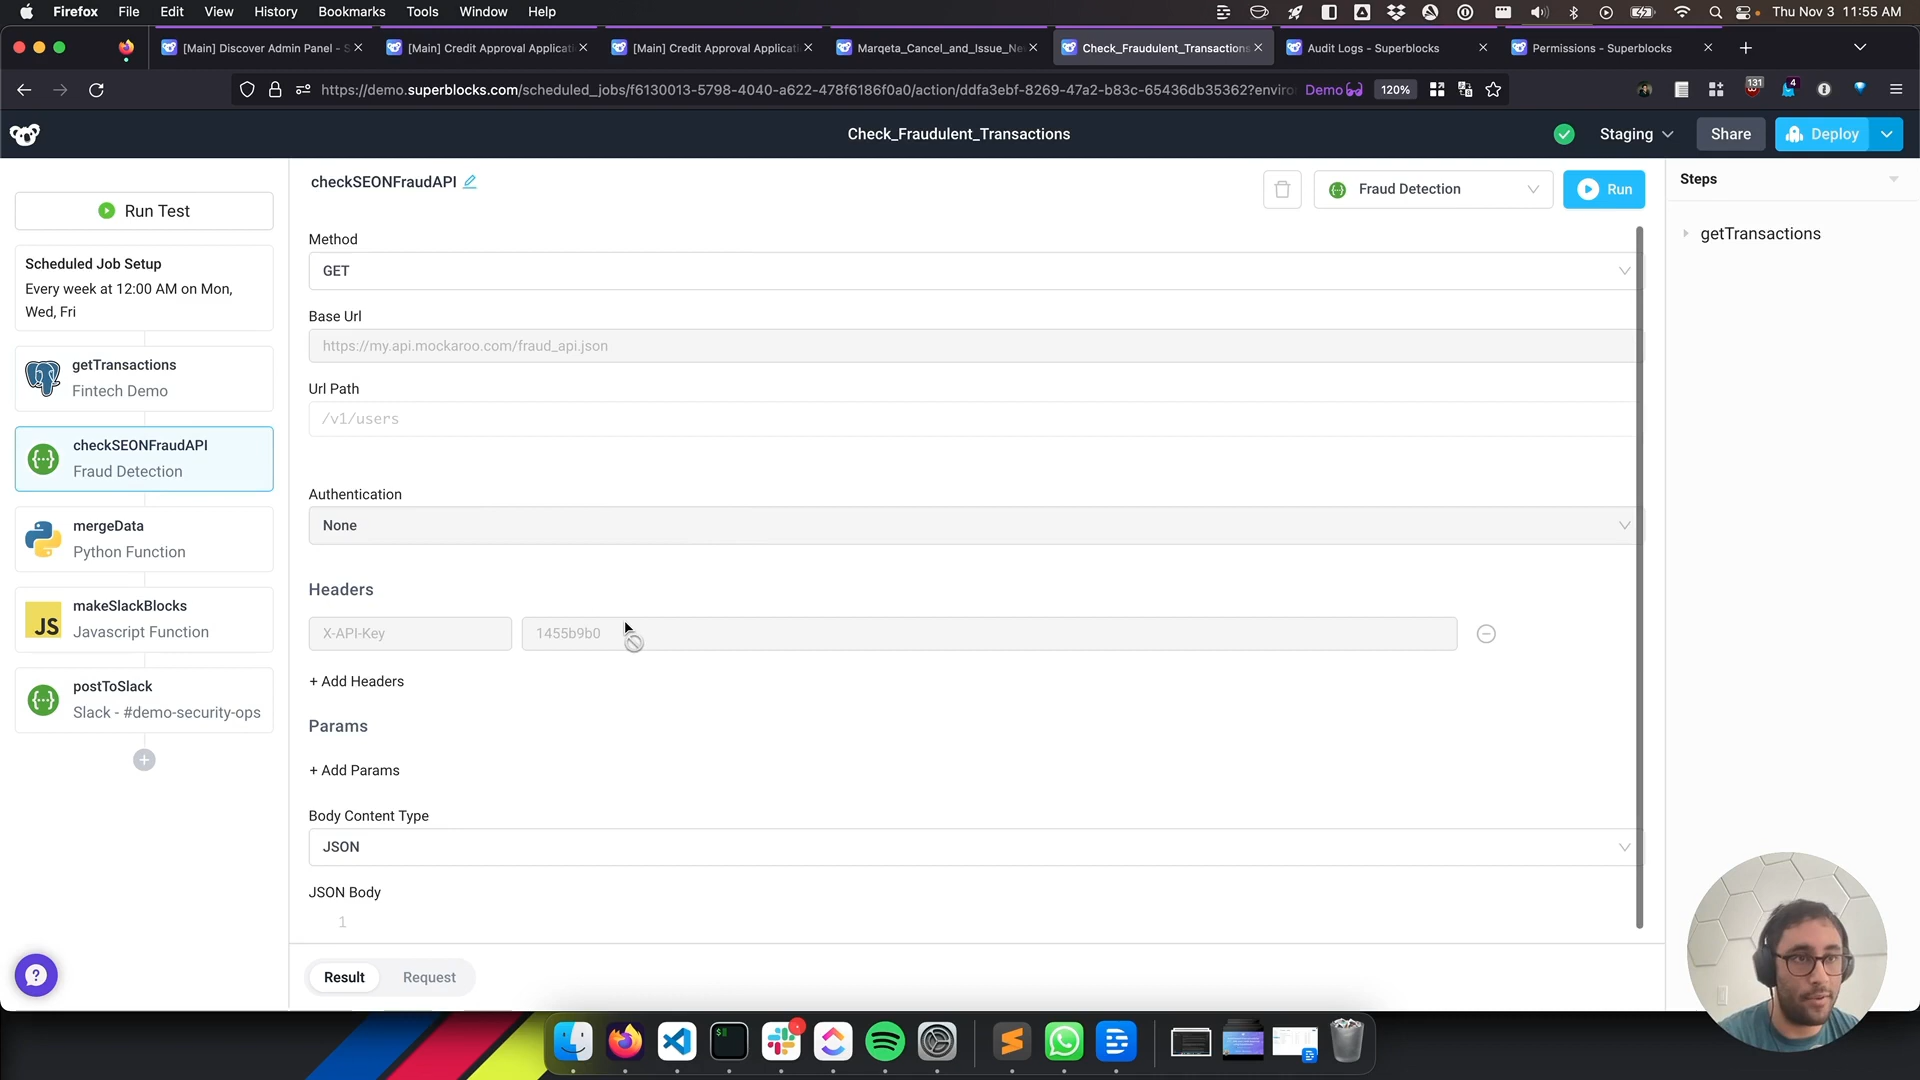 Firefox File Edit View History Bookmarks Tools Window Help
Thu Nov 3 11:55 AM
[Main] Discover Admin Panel - S
[Main] Credit Approval Applicati
[Main] Credit Approval Applicati
Marqeta_Cancel_and_Issue_Ne
Check_Fraudulent_Transactions
Audit Logs - Superblocks
Permissions - Superblocks
https://demo.superblocks.com/scheduled_jobs/f6130013-5798-4040-a622-478f6186f0a0/action/ddfa3ebf-8269-47a2-b83c-65436db35362?enviro
Demo
120%
131
4
Check_Fraudulent_Transactions
Staging
Share
Deploy
Run Test
Scheduled Job Setup
Every week at 12:00 AM on Mon,
Wed, Fri
getTransactions
Fintech Demo
checkSEONFraudAPI
Fraud Detection
mergeData
Python Function
JS
makeSlackBlocks
Javascript Function
postToSlack
Slack - #demo-security-ops
checkSEONFraudAPI
Fraud Detection
Run
Method
GET
Base Url
https://my.api.mockaroo.com/fraud_api.json
Url Path
/v1/users
Authentication
None
Headers
X-API-Key
1455b9b0
+ Add Headers
Params
+ Add Params
Body Content Type
JSON
JSON Body
1
Result
Request
Steps
getTransactions